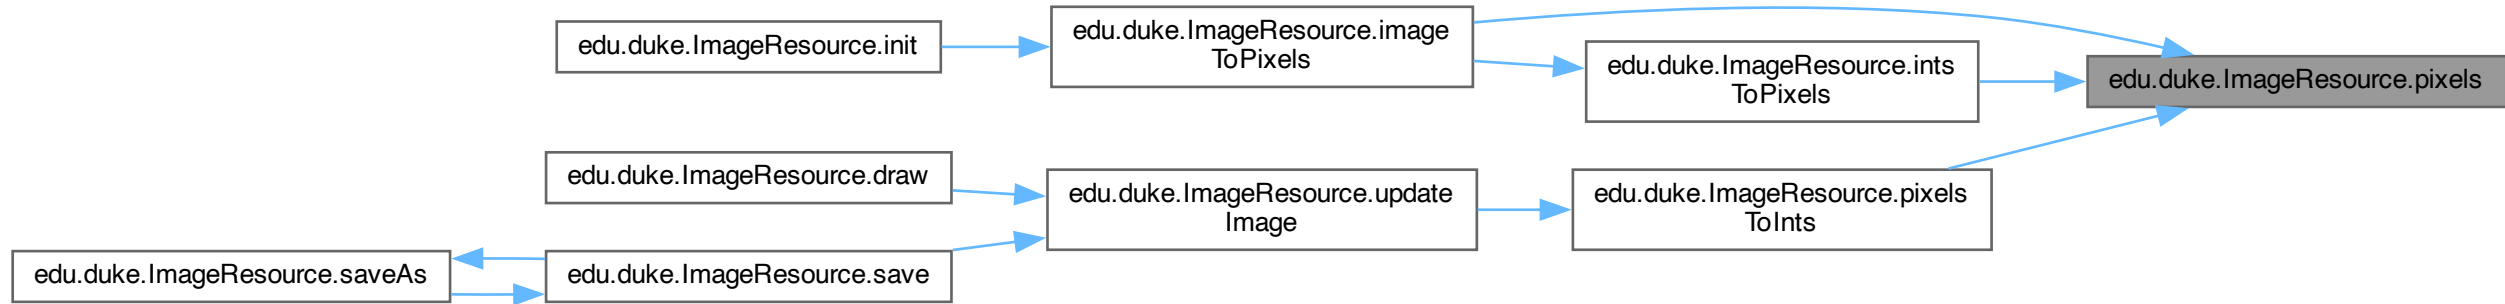 edu.duke.ImageResource.init
edu.duke.ImageResource.image
ToPixels
edu.duke.ImageResource.ints
ToPixels
edu.duke.ImageResource.pixels
edu.duke.ImageResource.draw
edu.duke.ImageResource.update
Image
edu.duke.ImageResource.pixels
ToInts
edu.duke.ImageResource.saveAs
edu.duke.ImageResource.save